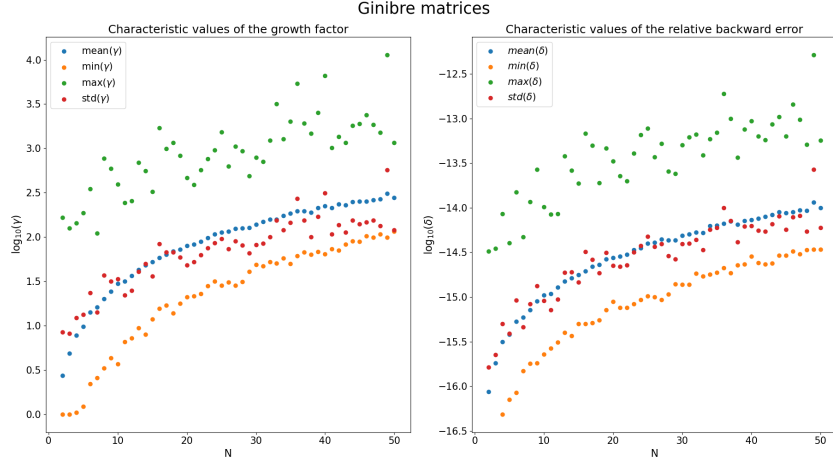 Ginibre matrices
Characteristic values of the growth factor
mean(γ)
min(γ)
max(γ)
std(γ)
log₁₀(γ)
4.0
3.5
3.0
2.5
2.0
1.5
1.0
0.5
0.0
0 10 20 30 40 50
N
Characteristic values of the relative backward error
mean(δ)
min(δ)
max(δ)
std(δ)
log₁₀(δ)
−12.5
−13.0
−13.5
−14.0
−14.5
−15.0
−15.5
−16.0
−16.5
0 10 20 30 40 50
N